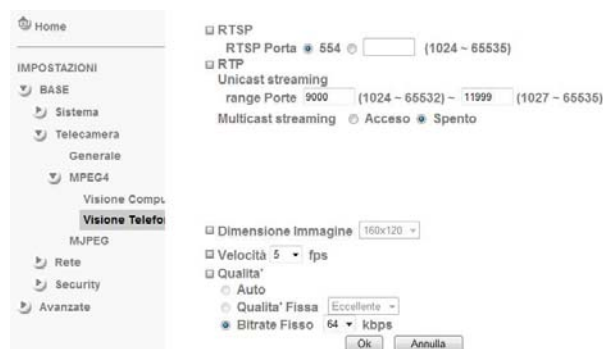 Home
IMPOSTAZIONI
BASE
Sistema
Telecamera
Generale
MPEG4
Visione Compu
Visione Telefo
MJPEG
Rete
Security
Avanzate
RTSP
RTSP Porta 554 (1024 ~ 65535)
RTP
Unicast streaming
range Porte 9000 (1024 ~ 65532) ~ 11999 (1027 ~ 65535)
Multicast streaming Acceso Spento
Dimensione Immagine 160x120
Velocità 5 fps
Qualita'
Auto
Qualita' Fissa Eccellente
Bitrate Fisso 64 kbps
Ok Annulla